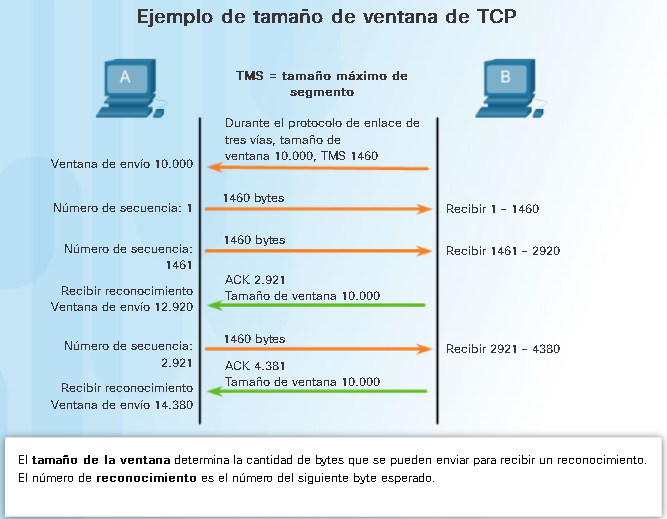 Ejemplo de tamaño de ventana de TCP
A
B
TMS = tamaño máximo de
segmento
Durante el protocolo de enlace de
tres vías, tamaño de
ventana 10.000, TMS 1460
Ventana de envío 10.000
1460 bytes
Número de secuencia: 1
Recibir 1 - 1460
1460 bytes
Número de secuencia:
1461
Recibir 1461 - 2920
ACK 2.921
Tamaño de ventana 10.000
Recibir reconocimiento
Ventana de envío 12.920
1460 bytes
Número de secuencia:
2.921
Recibir 2921 - 4380
ACK 4.381
Tamaño de ventana 10.000
Recibir reconocimiento
Ventana de envío 14.380
El tamaño de la ventana determina la cantidad de bytes que se pueden enviar para recibir un reconocimiento.
El número de reconocimiento es el número del siguiente byte esperado.